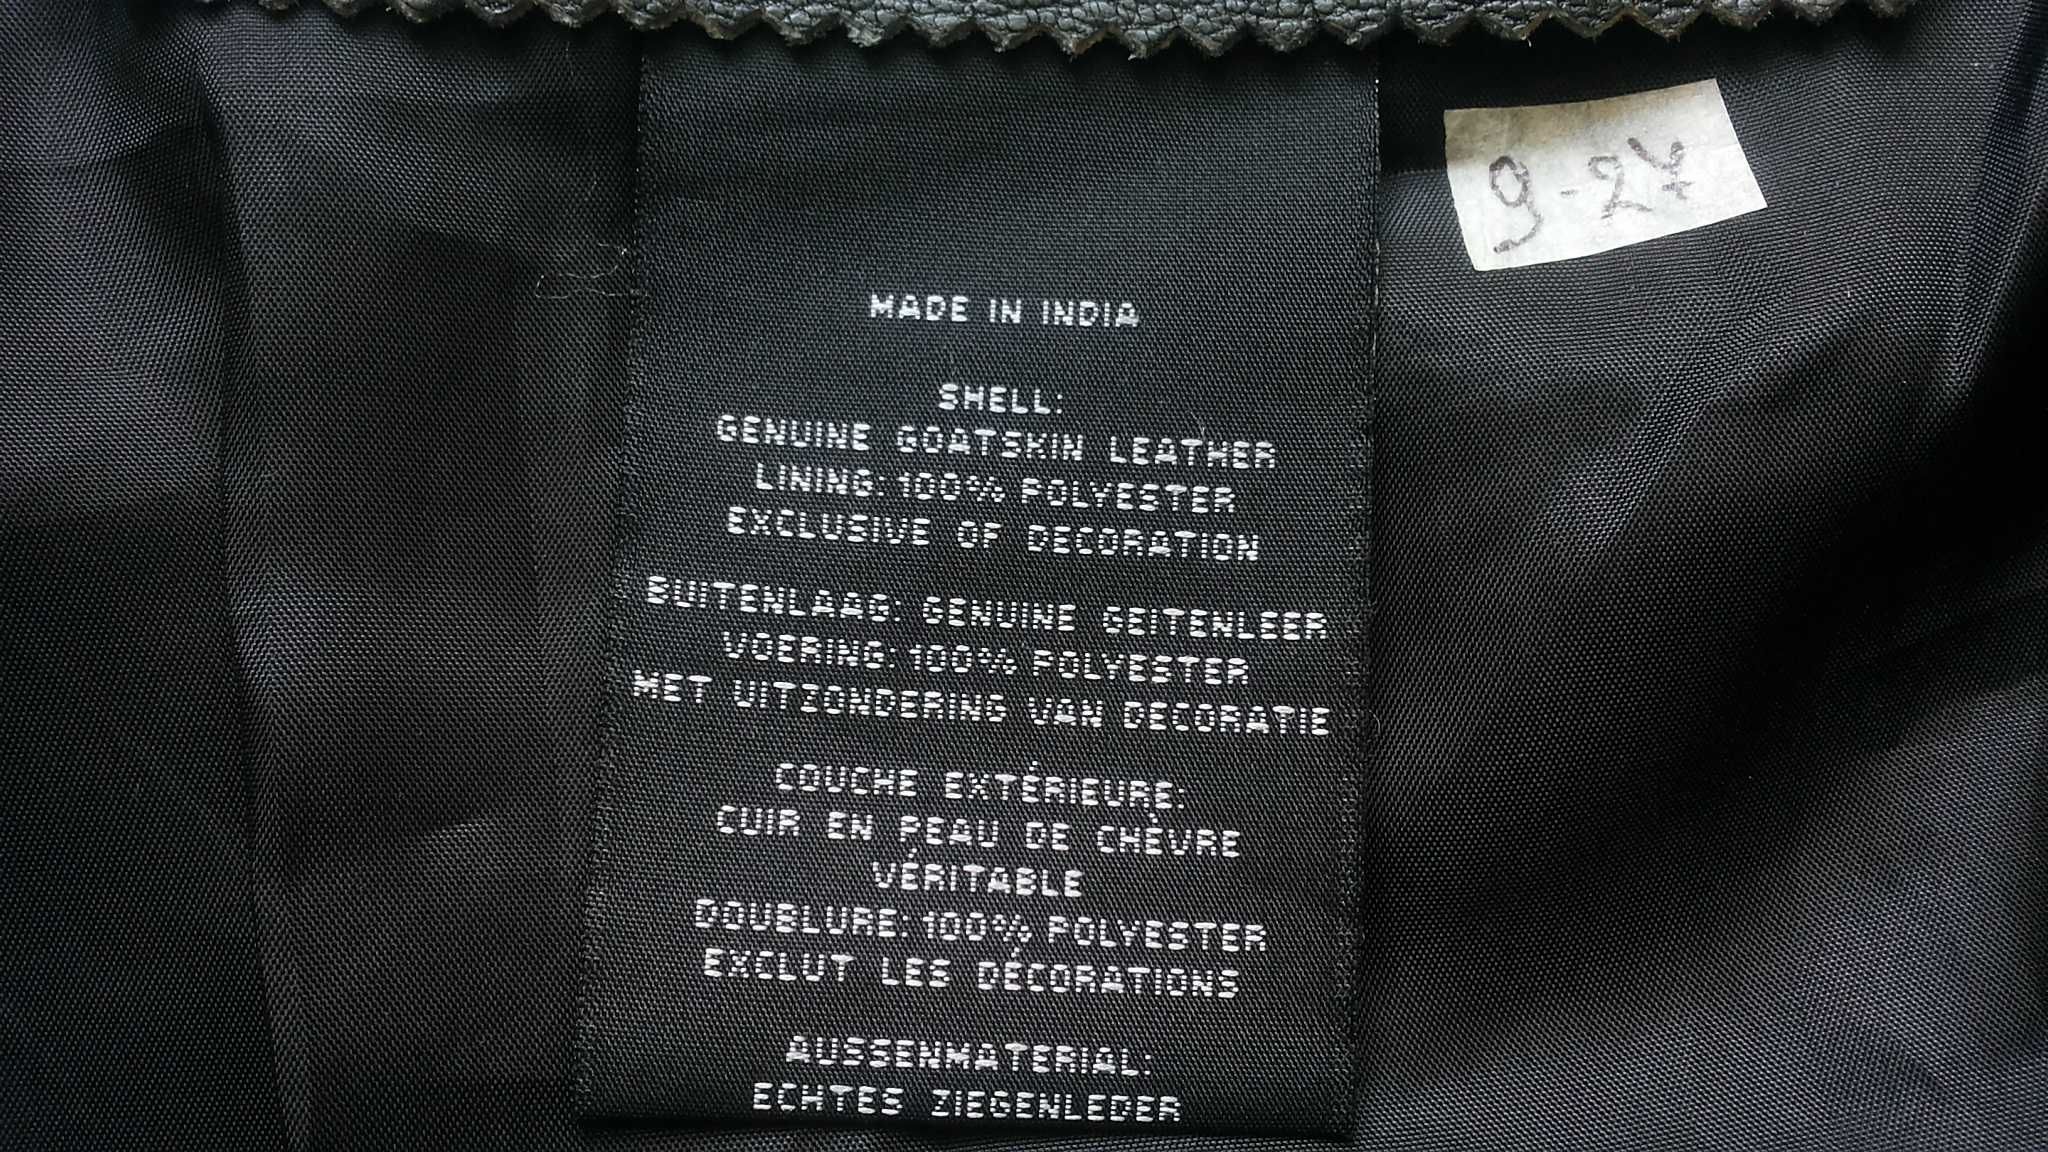 9-27
MADE IN INDIA
SHELL:
GENUINE GOATSKIN LEATHER
LINING: 100% POLYESTER
EXCLUSIVE OF DECORATION
BUITENLAAG: GENUINE GEITENLEER
VOERING: 100% POLYESTER
MET UITZONDERING VAN DECORATIE
COUCHE EXTÉRIEURE:
CUIR EN PEAU DE CHÈVRE
VÉRITABLE
DOUBLURE: 100% POLYESTER
EXCLUT LES DÉCORATIONS
AUSSENMATERIAL:
ECHTES ZIEGENLEDER